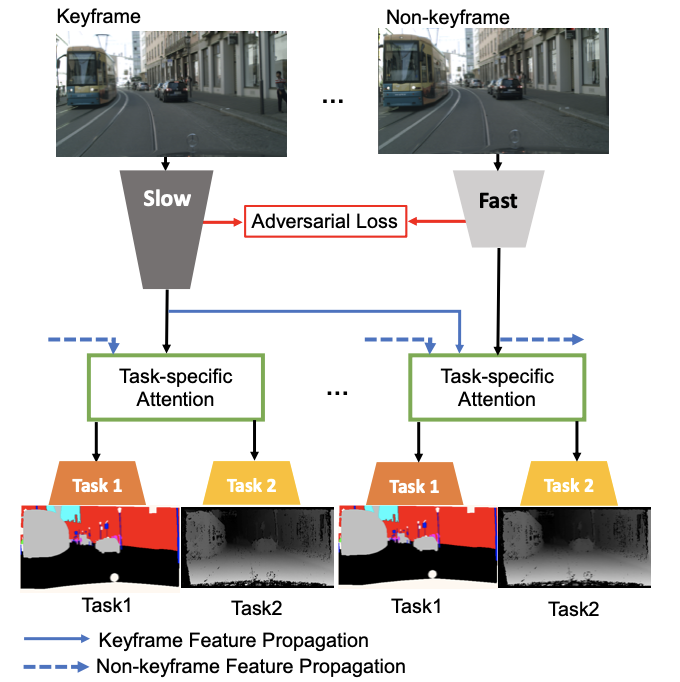 Keyframe
Non-keyframe
...
Slow
Fast
Adversarial Loss
Task-specific
Attention
...
Task-specific
Attention
Task 1
Task 2
Task 1
Task 2
Task1
Task2
Task1
Task2
Keyframe Feature Propagation
Non-keyframe Feature Propagation